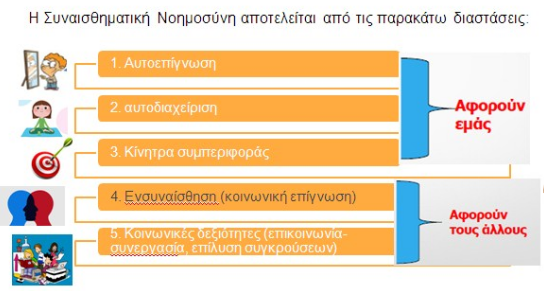 Η Συναισθηματική Νοημοσύνη αποτελείται από τις παρακάτω διαστάσεις:
1. Αυτοεπίγνωση
2. αυτοδιαχείριση
3. Κίνητρα συμπεριφοράς
Αφορούν
εμάς
4. Ενσυναίσθηση (κοινωνική επίγνωση)
5. Κοινωνικές δεξιότητες (επικοινωνία-
συνεργασία, επίλυση συγκρούσεων)
Αφορούν
τους άλλους